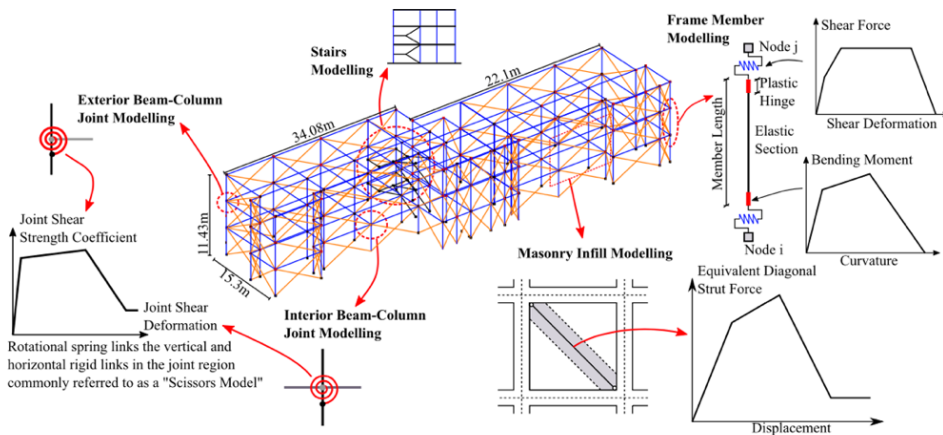 Stairs
Modelling
Exterior Beam-Column
Joint Modelling
34.08m
22.1m
11.43m
15.3m
Frame Member
Modelling
Node j
Plastic
Hinge
Member Length
Elastic
Section
Node i
Shear Force
Shear Deformation
Bending Moment
Curvature
Joint Shear
Strength Coefficient
Joint Shear
Deformation
Rotational spring links the vertical and
horizontal rigid links in the joint region
commonly referred to as a "Scissors Model"
Interior Beam-Column
Joint Modelling
Masonry Infill Modelling
Equivalent Diagonal
Strut Force
Displacement